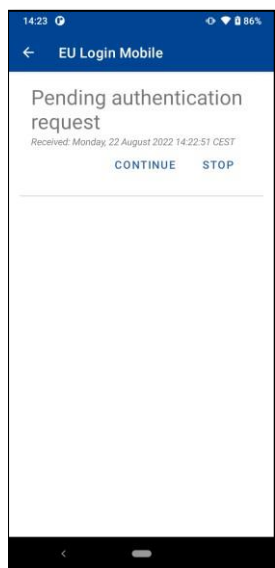 14:23 86%
EU Login Mobile
Pending authentication
request
Received: Monday, 22 August 2022 14:22:51 CEST
CONTINUE STOP